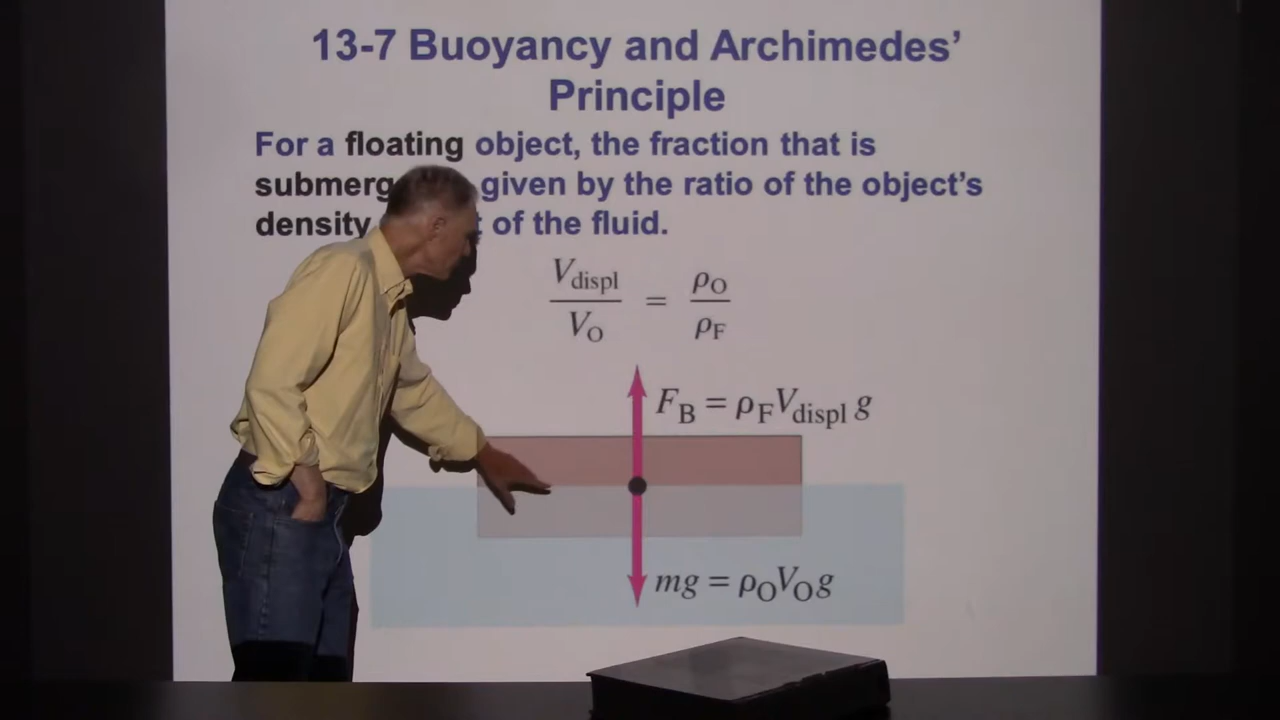 13-7 Buoyancy and Archimedes’
Principle
For a floating object, the fraction that is
given by the ratio of the object’s
density of the fluid.
V_displ / V_O = ρ_O / ρ_F
F_B = ρ_F V_displ g
mg = ρ_O V_O g